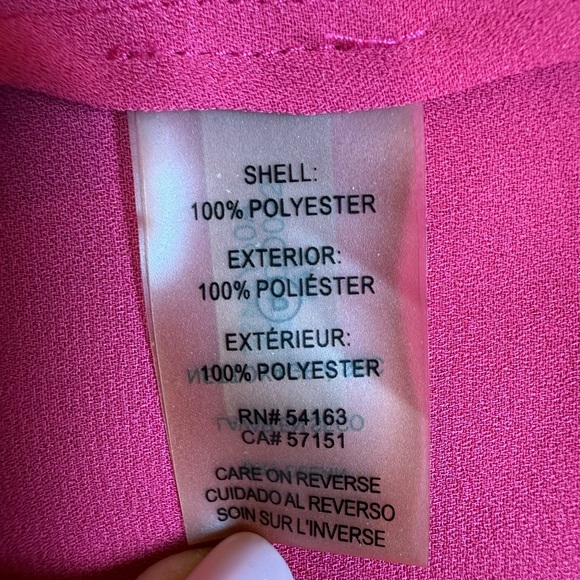 SHELL:
100% POLYESTER
EXTERIOR:
100% POLIÉSTER
EXTÉRIEUR:
100% POLYESTER
RN# 54163
CA# 57151
CARE ON REVERSE
CUIDADO AL REVERSO
SOIN SUR L'INVERSE